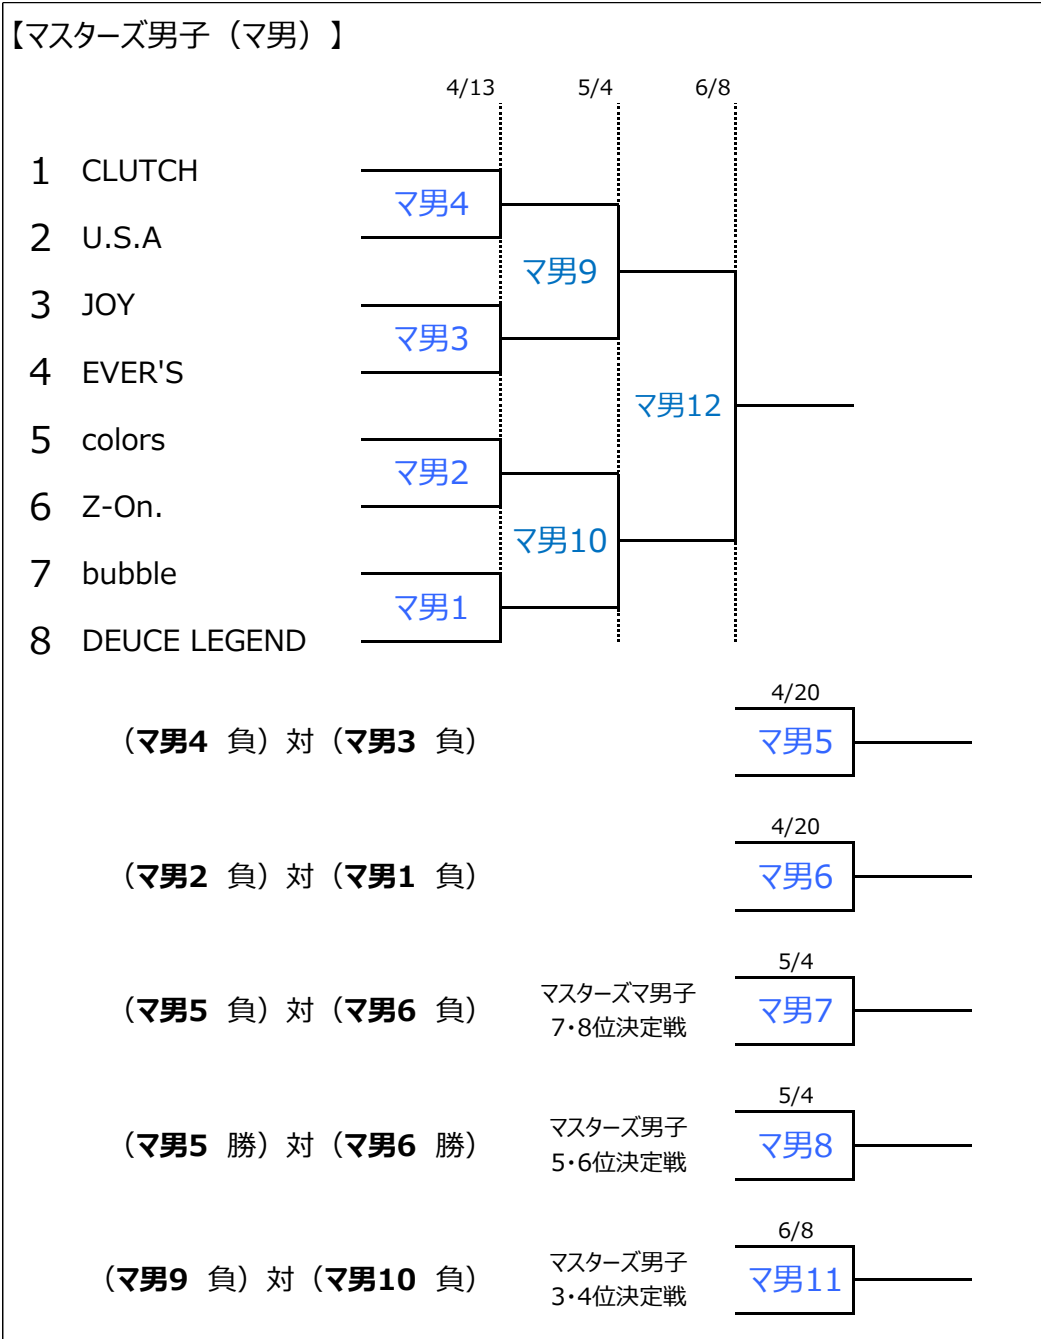 【マスターズ男子（マ男）】
4/13 5/4 6/8
1 CLUTCH
マ男4
2 U.S.A
マ男9
3 JOY
マ男3
4 EVER'S
マ男12
5 colors
マ男2
6 Z-On.
マ男10
7 bubble
マ男1
8 DEUCE LEGEND
4/20
（マ男4 負）対（マ男3 負） マ男5
4/20
（マ男2 負）対（マ男1 負） マ男6
5/4
マスターズマ男子
（マ男5 負）対（マ男6 負） マ男7
7・8位決定戦
5/4
マスターズ男子
（マ男5 勝）対（マ男6 勝） マ男8
5・6位決定戦
6/8
マスターズ男子
（マ男9 負）対（マ男10 負） マ男11
3・4位決定戦